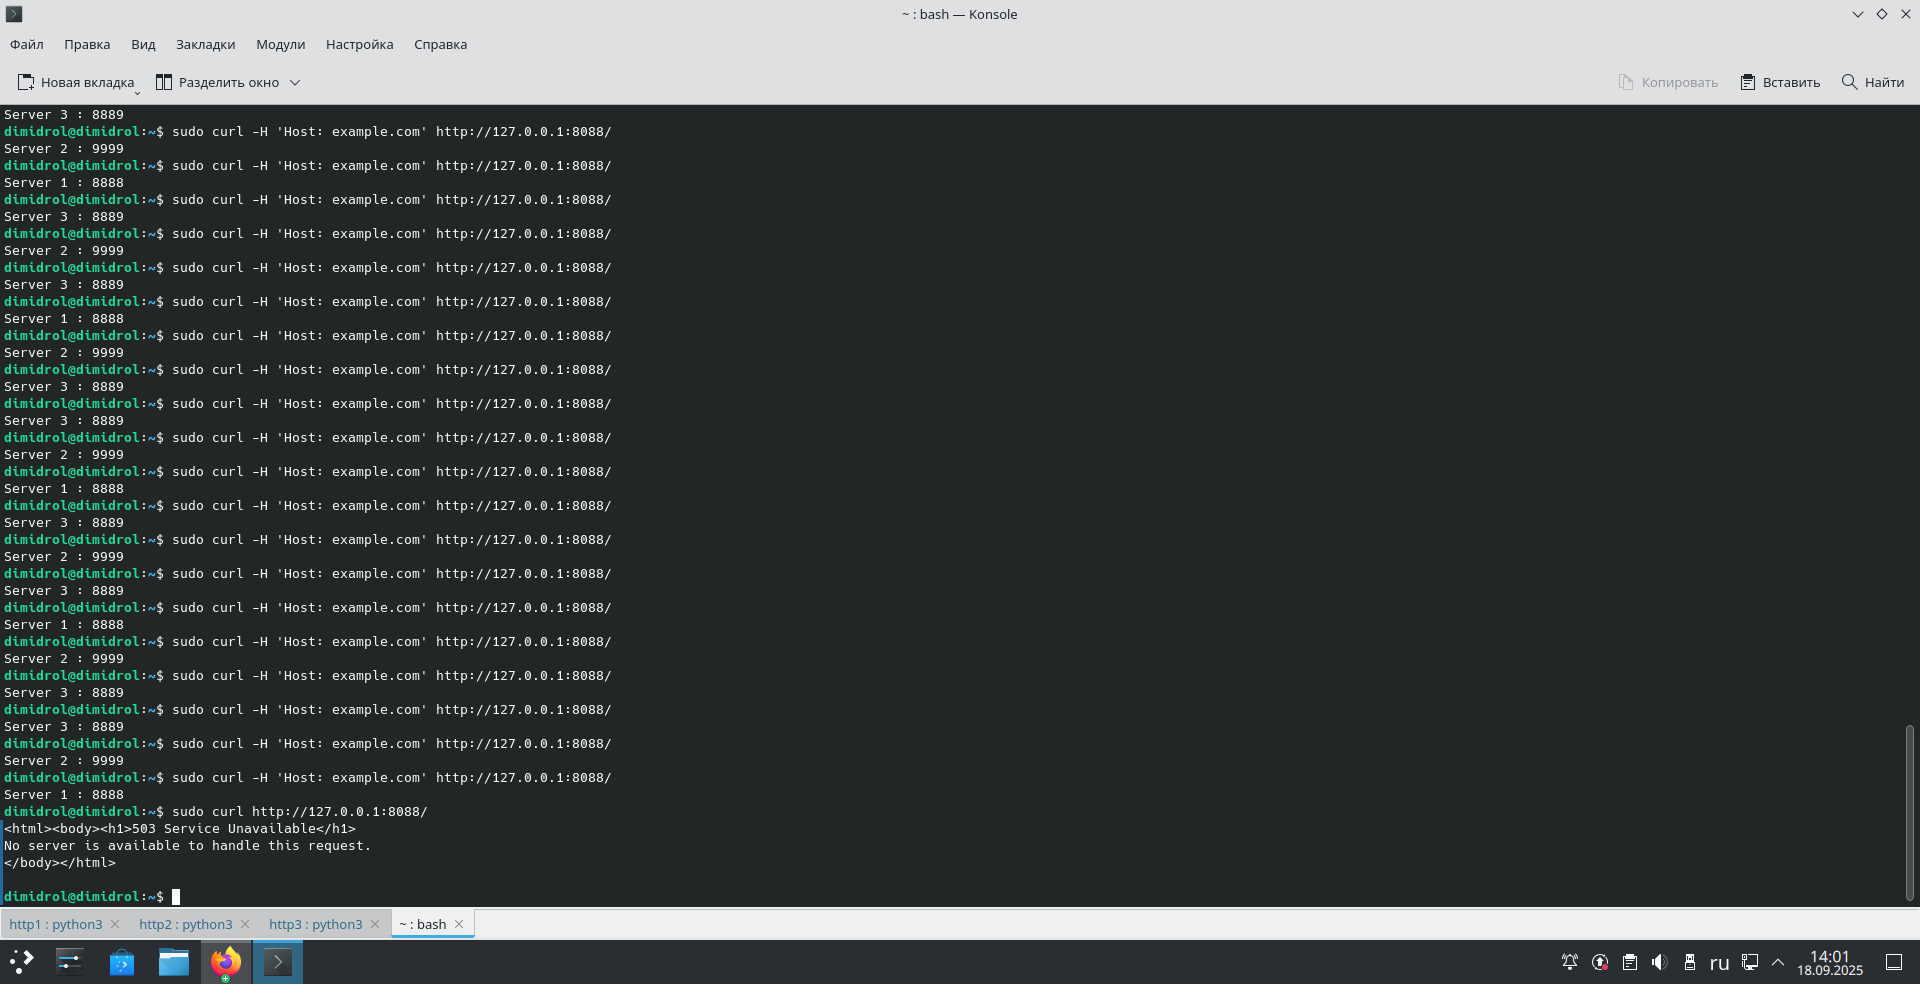 ~ : bash — Konsole
Файл Правка Вид Закладки Модули Настройка Справка
Новая вкладка Разделить окно Копировать Вставить Найти
Server 3 : 8889
dimidrol@dimidrol:~$ sudo curl -H 'Host: example.com' http://127.0.0.1:8088/
Server 2 : 9999
dimidrol@dimidrol:~$ sudo curl -H 'Host: example.com' http://127.0.0.1:8088/
Server 1 : 8888
dimidrol@dimidrol:~$ sudo curl -H 'Host: example.com' http://127.0.0.1:8088/
Server 3 : 8889
dimidrol@dimidrol:~$ sudo curl -H 'Host: example.com' http://127.0.0.1:8088/
Server 2 : 9999
dimidrol@dimidrol:~$ sudo curl -H 'Host: example.com' http://127.0.0.1:8088/
Server 3 : 8889
dimidrol@dimidrol:~$ sudo curl -H 'Host: example.com' http://127.0.0.1:8088/
Server 1 : 8888
dimidrol@dimidrol:~$ sudo curl -H 'Host: example.com' http://127.0.0.1:8088/
Server 2 : 9999
dimidrol@dimidrol:~$ sudo curl -H 'Host: example.com' http://127.0.0.1:8088/
Server 3 : 8889
dimidrol@dimidrol:~$ sudo curl -H 'Host: example.com' http://127.0.0.1:8088/
Server 3 : 8889
dimidrol@dimidrol:~$ sudo curl -H 'Host: example.com' http://127.0.0.1:8088/
Server 2 : 9999
dimidrol@dimidrol:~$ sudo curl -H 'Host: example.com' http://127.0.0.1:8088/
Server 1 : 8888
dimidrol@dimidrol:~$ sudo curl -H 'Host: example.com' http://127.0.0.1:8088/
Server 3 : 8889
dimidrol@dimidrol:~$ sudo curl -H 'Host: example.com' http://127.0.0.1:8088/
Server 2 : 9999
dimidrol@dimidrol:~$ sudo curl -H 'Host: example.com' http://127.0.0.1:8088/
Server 3 : 8889
dimidrol@dimidrol:~$ sudo curl -H 'Host: example.com' http://127.0.0.1:8088/
Server 1 : 8888
dimidrol@dimidrol:~$ sudo curl -H 'Host: example.com' http://127.0.0.1:8088/
Server 2 : 9999
dimidrol@dimidrol:~$ sudo curl -H 'Host: example.com' http://127.0.0.1:8088/
Server 3 : 8889
dimidrol@dimidrol:~$ sudo curl -H 'Host: example.com' http://127.0.0.1:8088/
Server 3 : 8889
dimidrol@dimidrol:~$ sudo curl -H 'Host: example.com' http://127.0.0.1:8088/
Server 2 : 9999
dimidrol@dimidrol:~$ sudo curl -H 'Host: example.com' http://127.0.0.1:8088/
Server 1 : 8888
dimidrol@dimidrol:~$ sudo curl http://127.0.0.1:8088/
<html><body><h1>503 Service Unavailable</h1>
No server is available to handle this request.
</body></html>
dimidrol@dimidrol:~$
http1 : python3 http2 : python3 http3 : python3 ~ : bash
ru 14:01
18.09.2025